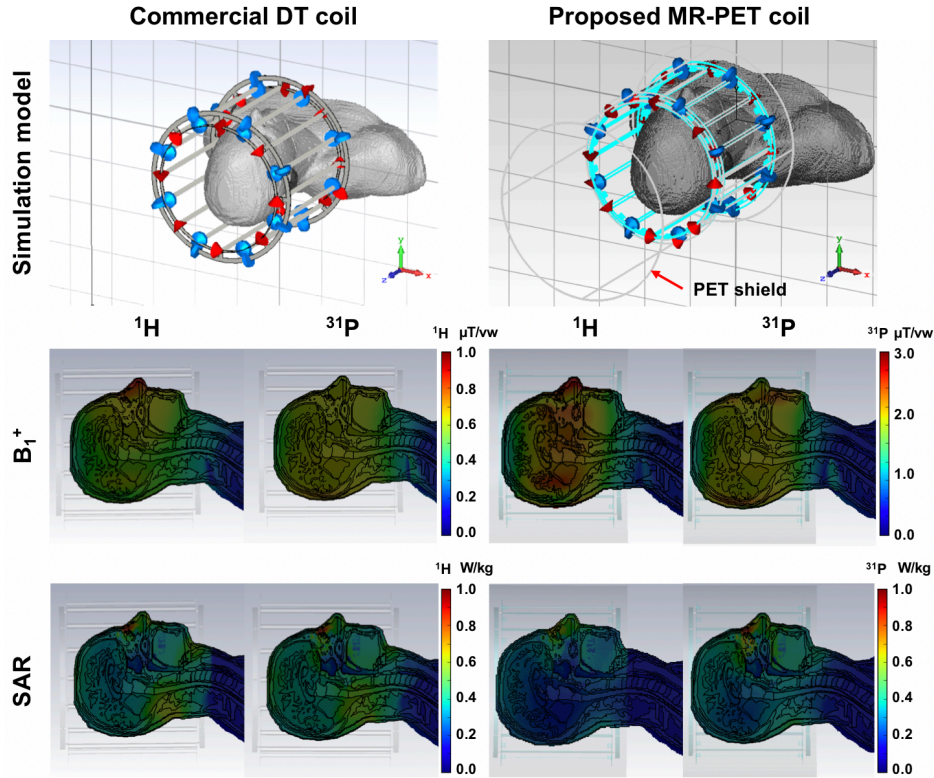 Commercial DT coil
Proposed MR-PET coil
Simulation model
y
x
z
y
x
z
PET shield
¹H
³¹P
¹H µT/vw
¹H
³¹P
³¹P µT/vw
B₁⁺
1.0
0.8
0.6
0.4
0.2
0.0
3.0
2.0
1.0
0.0
¹H W/kg
³¹P W/kg
SAR
1.0
0.8
0.6
0.4
0.2
0.0
1.0
0.8
0.6
0.4
0.2
0.0